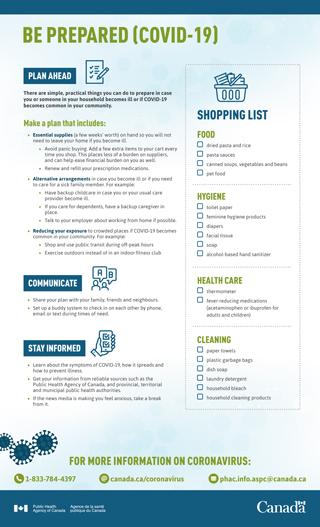 BE PREPARED (COVID-19)
PLAN AHEAD
There are simple, practical things you can do to prepare in case
you or someone in your household becomes ill or if COVID-19
becomes common in your community.
Make a plan that includes:
Essential supplies (a few weeks' worth) on hand so you will not
need to leave your home if you become ill.
Avoid panic buying. Add a few extra items to your cart every
time you shop. This places less of a burden on suppliers,
and can help ease financial burden on you as well.
Renew and refill your prescription medications.
Alternative arrangements in case you become ill or if you need
to care for a sick family member. For example:
Have backup childcare in case you or your usual care
provider become ill.
If you care for dependents, have a backup caregiver in
place.
Talk to your employer about working from home if possible.
Reducing your exposure to crowded places if COVID-19 becomes
common in your community. For example:
Shop and use public transit during off-peak hours
Exercise outdoors instead of in an indoor fitness club
COMMUNICATE
Share your plan with your family, friends and neighbours.
Set up a buddy system to check in on each other by phone,
email or text during times of need.
STAY INFORMED
Learn about the symptoms of COVID-19, how it spreads and
how to prevent illness.
Get your information from reliable sources such as the
Public Health Agency of Canada, and provincial, territorial
and municipal public health authorities.
If the news media is making you feel anxious, take a break
from it.
SHOPPING LIST
FOOD
dried pasta and rice
pasta sauces
canned soups, vegetables and beans
pet food
HYGIENE
toilet paper
feminine hygiene products
diapers
facial tissue
soap
alcohol-based hand sanitizer
HEALTH CARE
thermometer
fever-reducing medications
(acetaminophen or ibuprofen for
adults and children)
CLEANING
paper towels
plastic garbage bags
dish soap
laundry detergent
household bleach
household cleaning products
FOR MORE INFORMATION ON CORONAVIRUS:
1-833-784-4397
canada.ca/coronavirus
phac.info.aspc@canada.ca
Public Health
Agency of Canada
Agence de la santé
publique du Canada
Canada